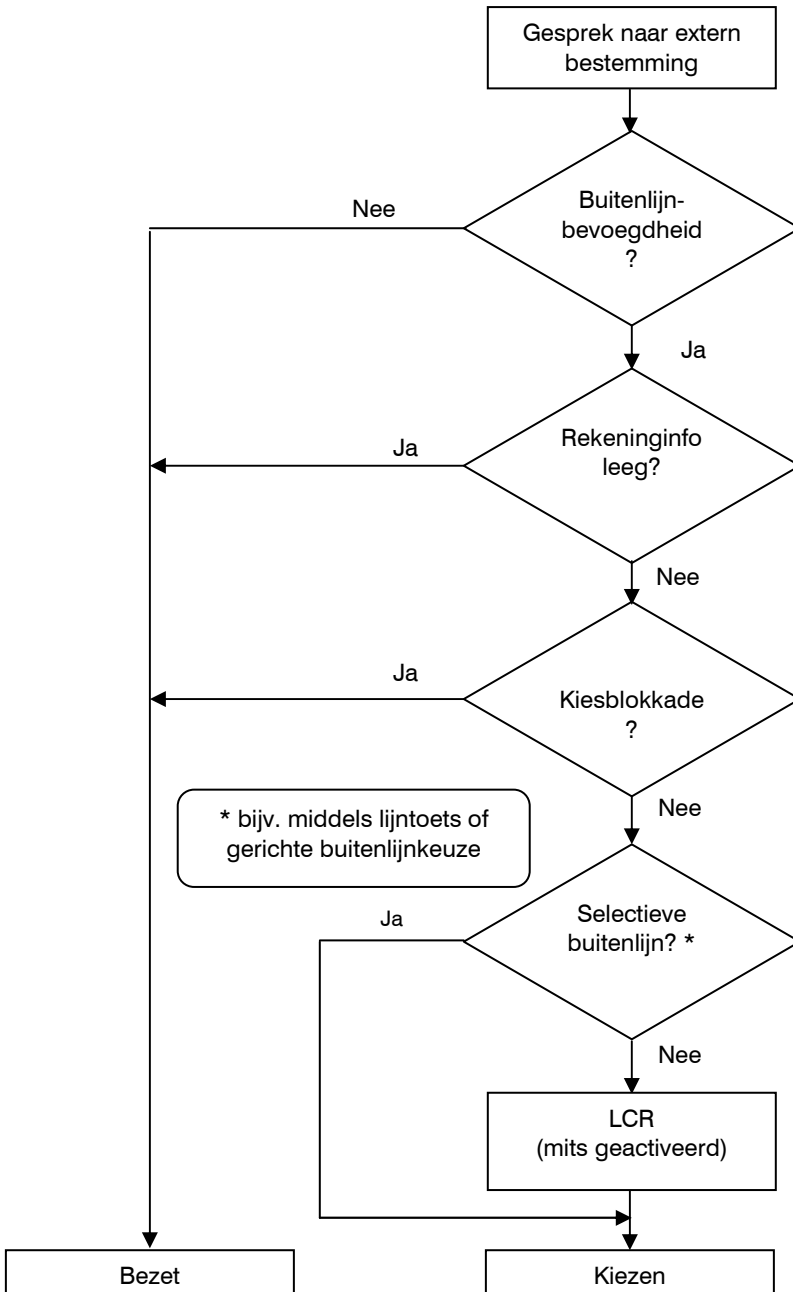 Gesprek naar extern
bestemming
Nee
Buitenlijn-
bevoegdheid
?
Ja
Ja
Rekeninginfo
leeg?
Nee
Ja
Kiesblokkade
?
Nee
* bijv. middels lijntoets of
gerichte buitenlijnkeuze
Ja
Selectieve
buitenlijn? *
Nee
LCR
(mits geactiveerd)
Bezet
Kiezen